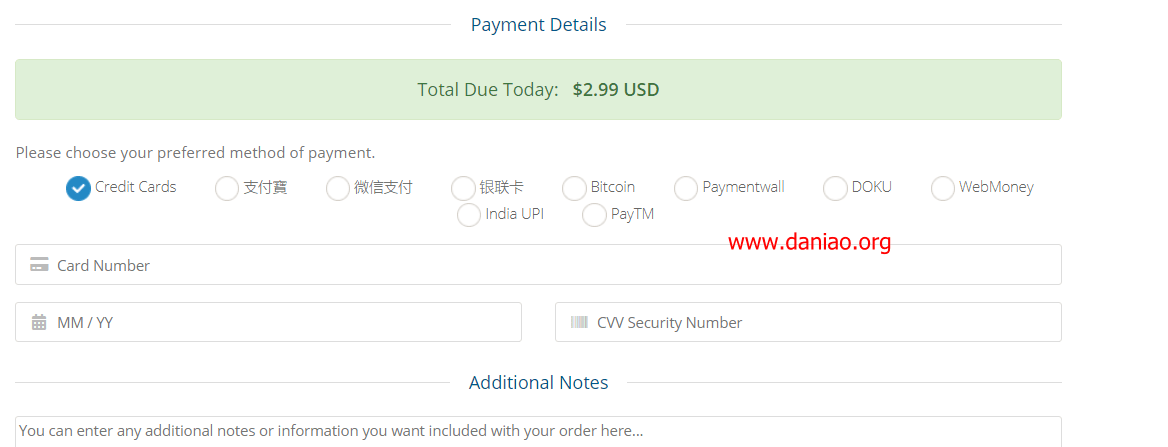 Payment Details
Total Due Today: $2.99 USD
Please choose your preferred method of payment.
Credit Cards 支付寶 微信支付 银联卡 Bitcoin Paymentwall DOKU WebMoney
India UPI PayTM
www.daniao.org
Card Number
MM / YY CVV Security Number
Additional Notes
You can enter any additional notes or information you want included with your order here...